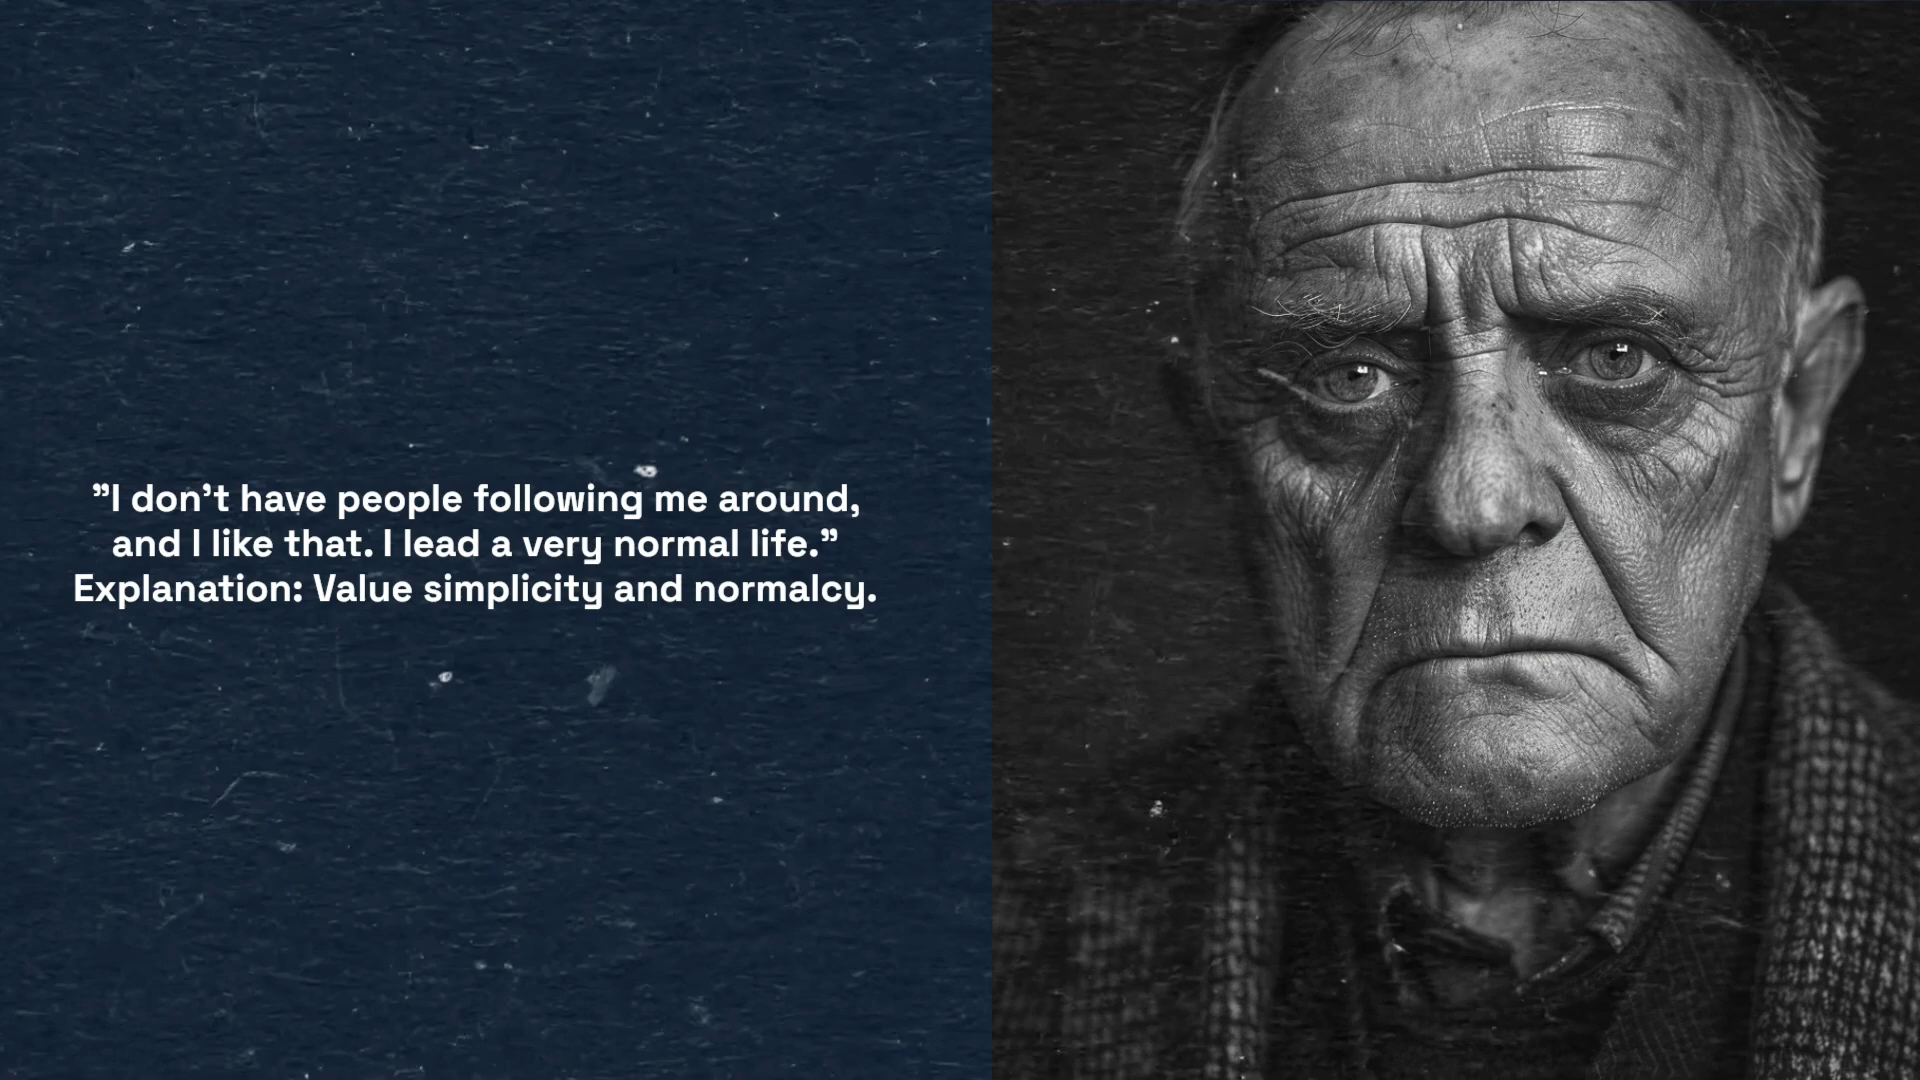 ”I don’t have people following me around,
and I like that. I lead a very normal life.”
Explanation: Value simplicity and normalcy.